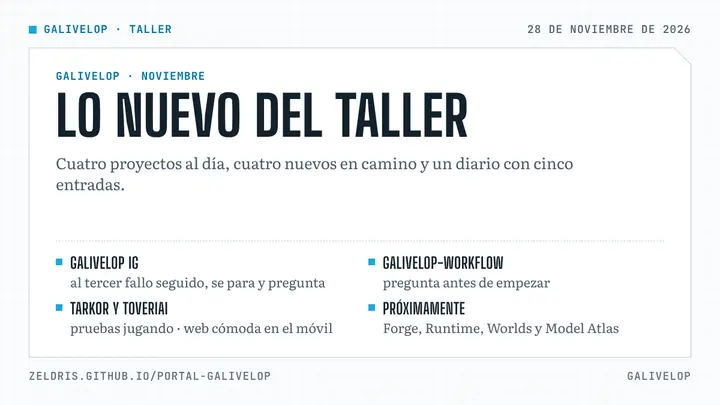 GALIVELOP · TALLER
28 DE NOVIEMBRE DE 2026
GALIVELOP · NOVIEMBRE
LO NUEVO DEL TALLER
Cuatro proyectos al día, cuatro nuevos en camino y un diario con cinco
entradas.
GALIVELOP IG
al tercer fallo seguido, se para y pregunta
GALIVELOP-WORKFLOW
pregunta antes de empezar
TARKOR Y TOVERIAI
pruebas jugando · web cómoda en el móvil
PRÓXIMAMENTE
Forge, Runtime, Worlds y Model Atlas
ZELDRIS.GITHUB.IO/PORTAL-GALIVELOP
GALIVELOP